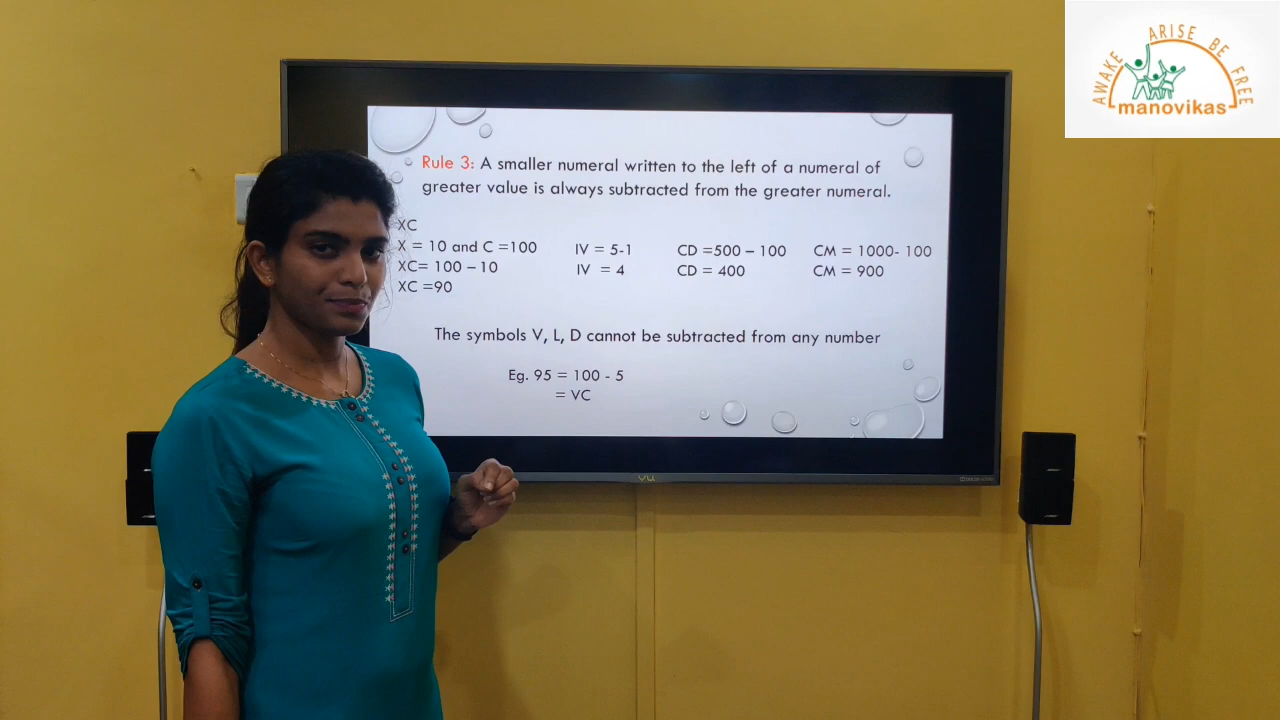 AWAKE ARISE BE FREE
manovikas
Rule 3: A smaller numeral written to the left of a numeral of
greater value is always subtracted from the greater numeral.
XC
X = 10 and C =100
XC= 100 – 10
XC =90
IV = 5-1
IV = 4
CD =500 – 100
CD = 400
CM = 1000- 100
CM = 900
The symbols V, L, D cannot be subtracted from any number
Eg. 95 = 100 - 5
= VC
vu